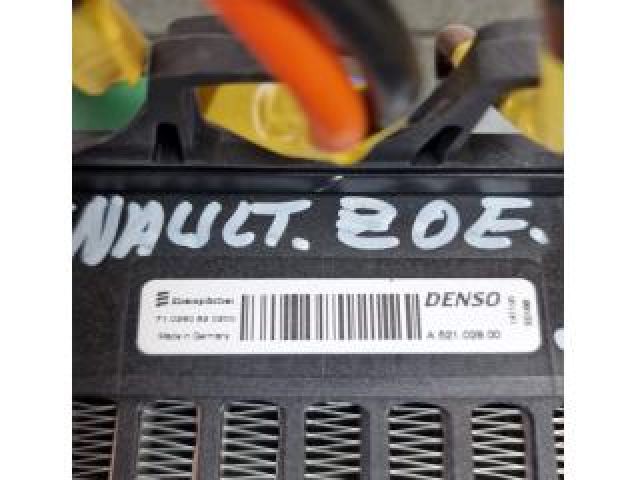 NAULT. ZOE.
Eberspächer
DENSO
Made in Germany
A 521.026.00